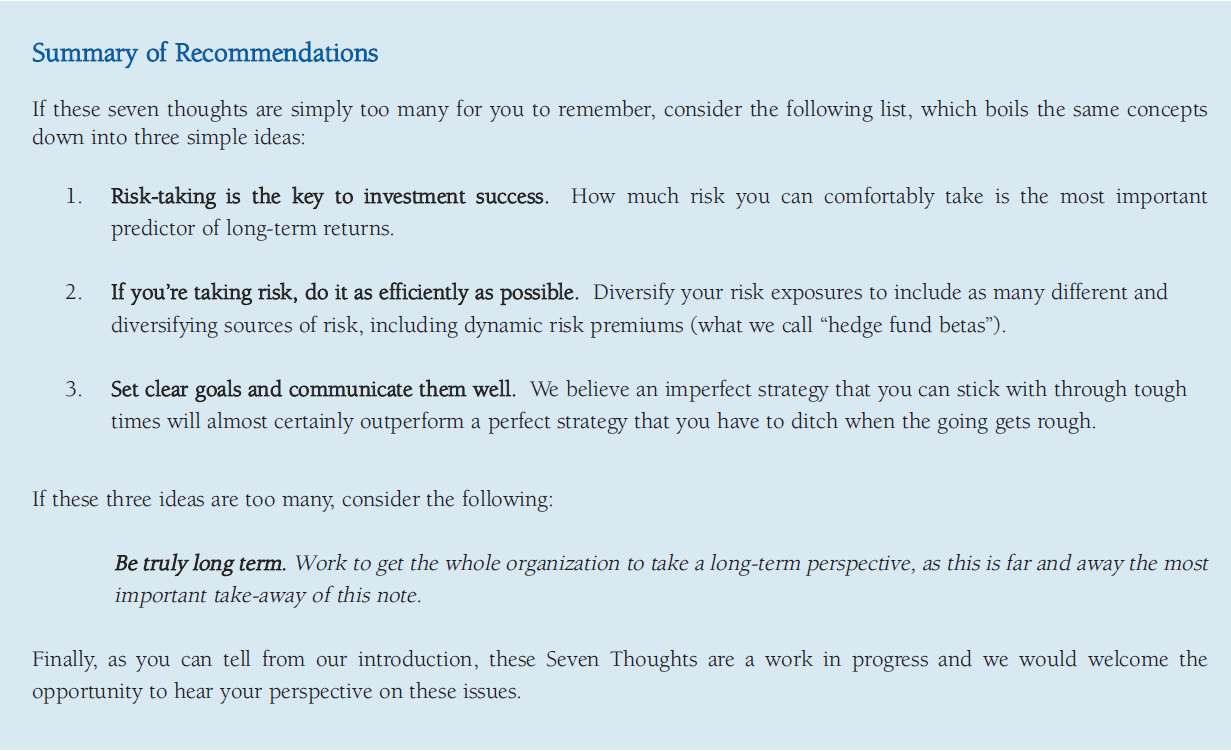 Summary of Recommendations
If these seven thoughts are simply too many for you to remember, consider the following list, which boils the same concepts
down into three simple ideas:
1. Risk-taking is the key to investment success. How much risk you can comfortably take is the most important
predictor of long-term returns.
2. If you’re taking risk, do it as efficiently as possible. Diversify your risk exposures to include as many different and
diversifying sources of risk, including dynamic risk premiums (what we call “hedge fund betas”).
3. Set clear goals and communicate them well. We believe an imperfect strategy that you can stick with through tough
times will almost certainly outperform a perfect strategy that you have to ditch when the going gets rough.
If these three ideas are too many, consider the following:
Be truly long term. Work to get the whole organization to take a long-term perspective, as this is far and away the most
important take-away of this note.
Finally, as you can tell from our introduction, these Seven Thoughts are a work in progress and we would welcome the
opportunity to hear your perspective on these issues.